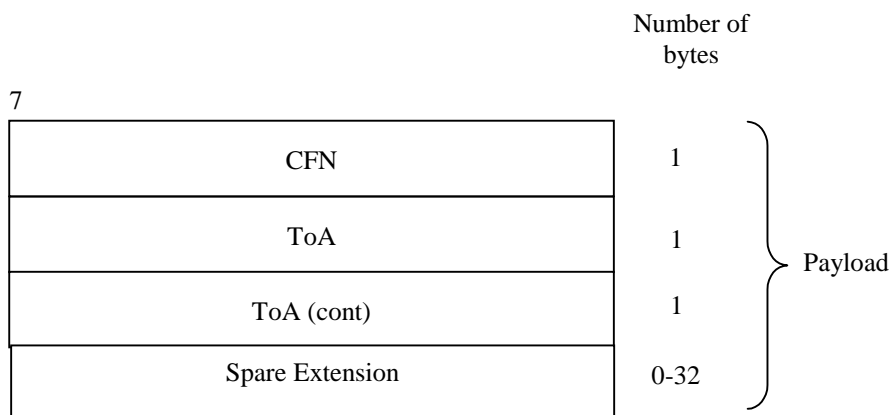 Number of
bytes
7
CFN 1
ToA 1
Payload
ToA (cont) 1
Spare Extension 0-32